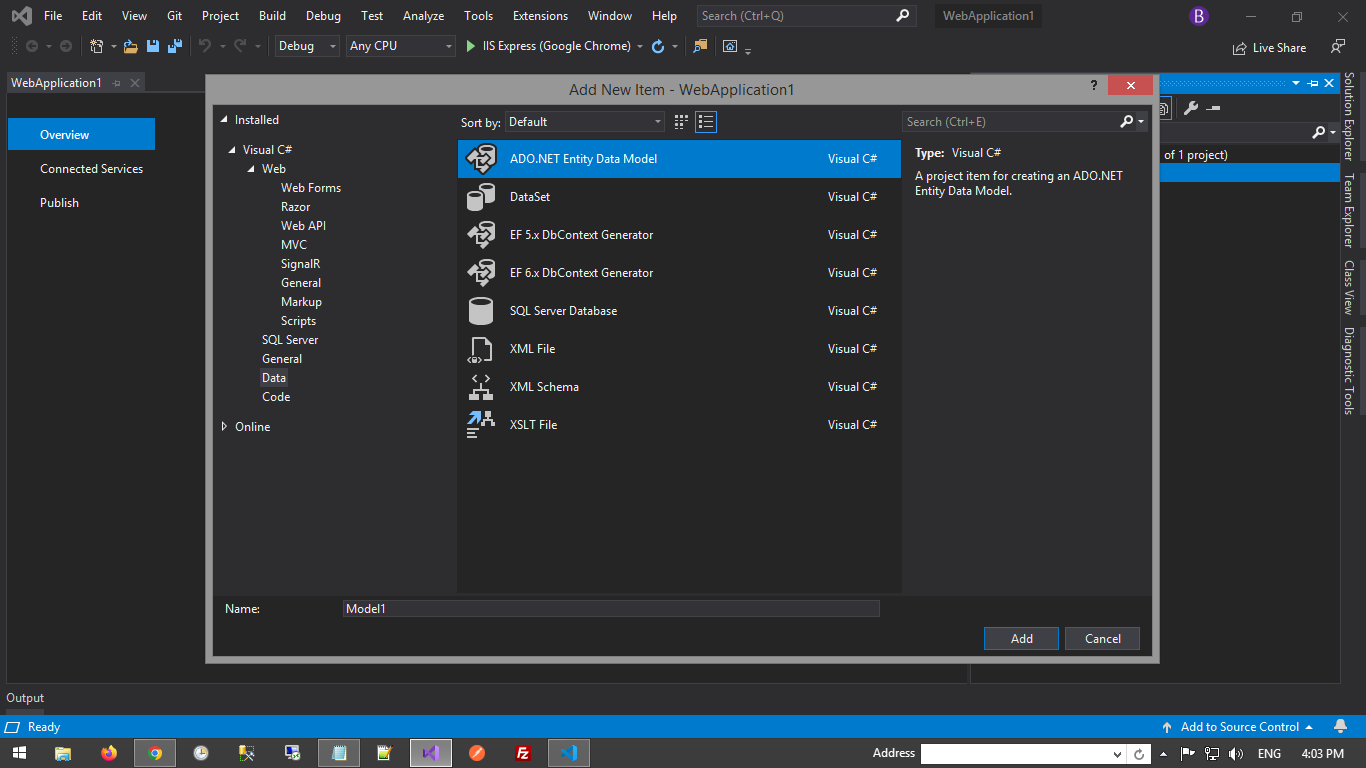 File Edit View Git Project Build Debug Test Analyze Tools Extensions Window Help Search (Ctrl+Q) WebApplication1 B
Debug Any CPU IIS Express (Google Chrome) Live Share
WebApplication1
Overview
Connected Services
Publish
Add New Item - WebApplication1 ?
Installed
Visual C#
Web
Web Forms
Razor
Web API
MVC
SignalR
General
Markup
Scripts
SQL Server
General
Data
Code
Online
Sort by: Default
ADO.NET Entity Data Model Visual C#
DataSet Visual C#
EF 5.x DbContext Generator Visual C#
EF 6.x DbContext Generator Visual C#
SQL Server Database Visual C#
XML File Visual C#
XML Schema Visual C#
XSLT File Visual C#
Search (Ctrl+E)
Type: Visual C#
A project item for creating an ADO.NET
Entity Data Model.
Name: Model1
Add Cancel
of 1 project)
Solution Explorer
Team Explorer
Class View
Diagnostic Tools
Output
Ready Add to Source Control
Address ENG 4:03 PM